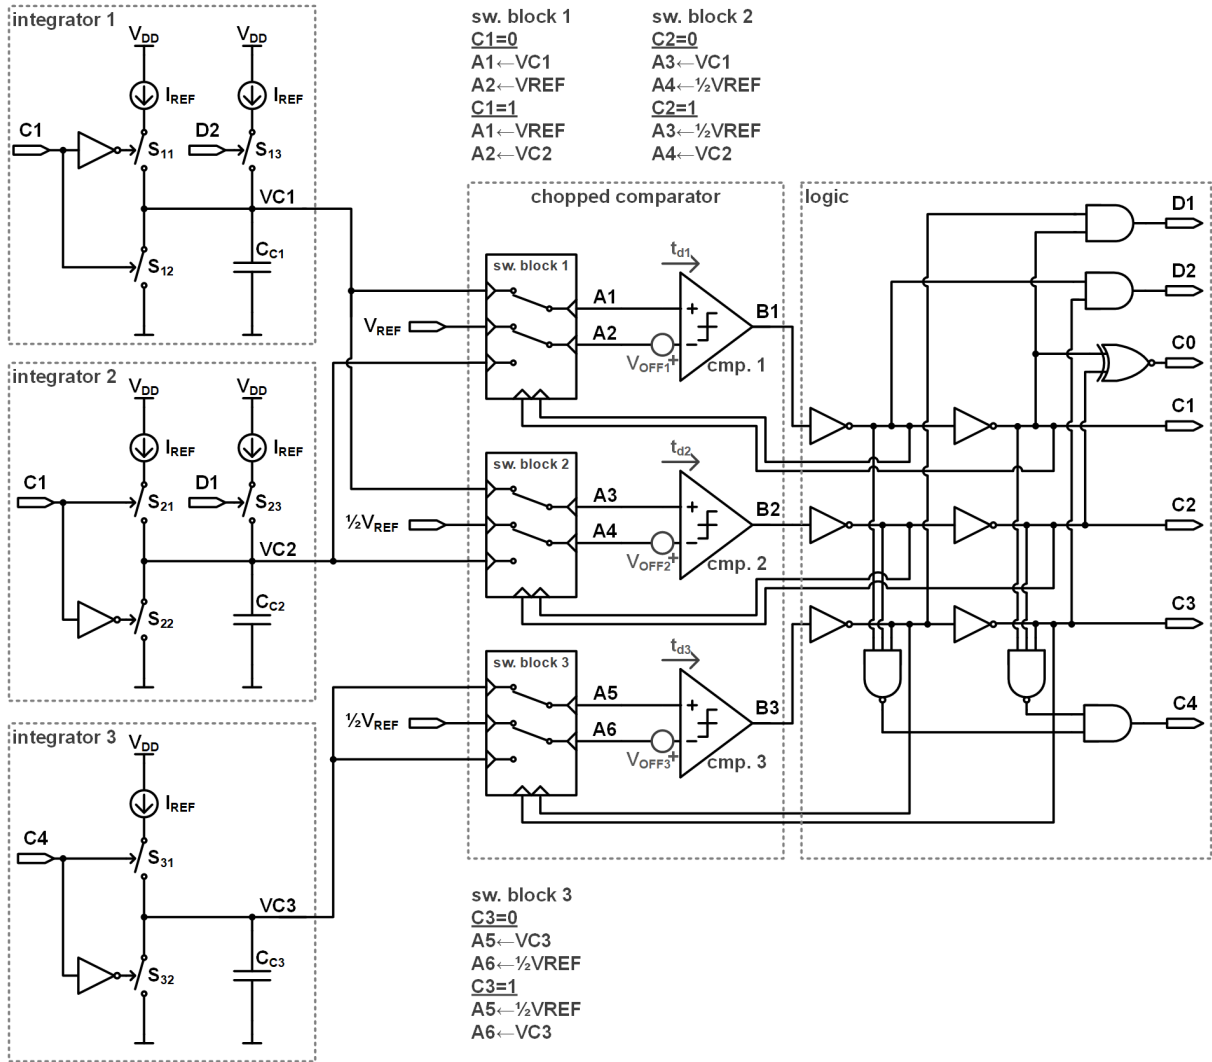 integrator 1
VDD
VDD
IREF
IREF
C1
D2
S11
S13
VC1
S12
CC1
integrator 2
VDD
VDD
IREF
IREF
C1
D1
S21
S23
VC2
S22
CC2
integrator 3
VDD
IREF
C4
S31
VC3
S32
CC3
sw. block 1
C1=0
A1←VC1
A2←VREF
C1=1
A1←VREF
A2←VC2
sw. block 2
C2=0
A3←VC1
A4←½VREF
C2=1
A3←½VREF
A4←VC2
chopped comparator
sw. block 1
VREF
A1
A2
td1
+
−
VOFF1+
cmp. 1
B1
sw. block 2
½VREF
A3
A4
td2
+
−
VOFF2+
cmp. 2
B2
sw. block 3
½VREF
A5
A6
td3
+
−
VOFF3+
cmp. 3
B3
logic
D1
D2
C0
C1
C2
C3
C4
sw. block 3
C3=0
A5←VC3
A6←½VREF
C3=1
A5←½VREF
A6←VC3